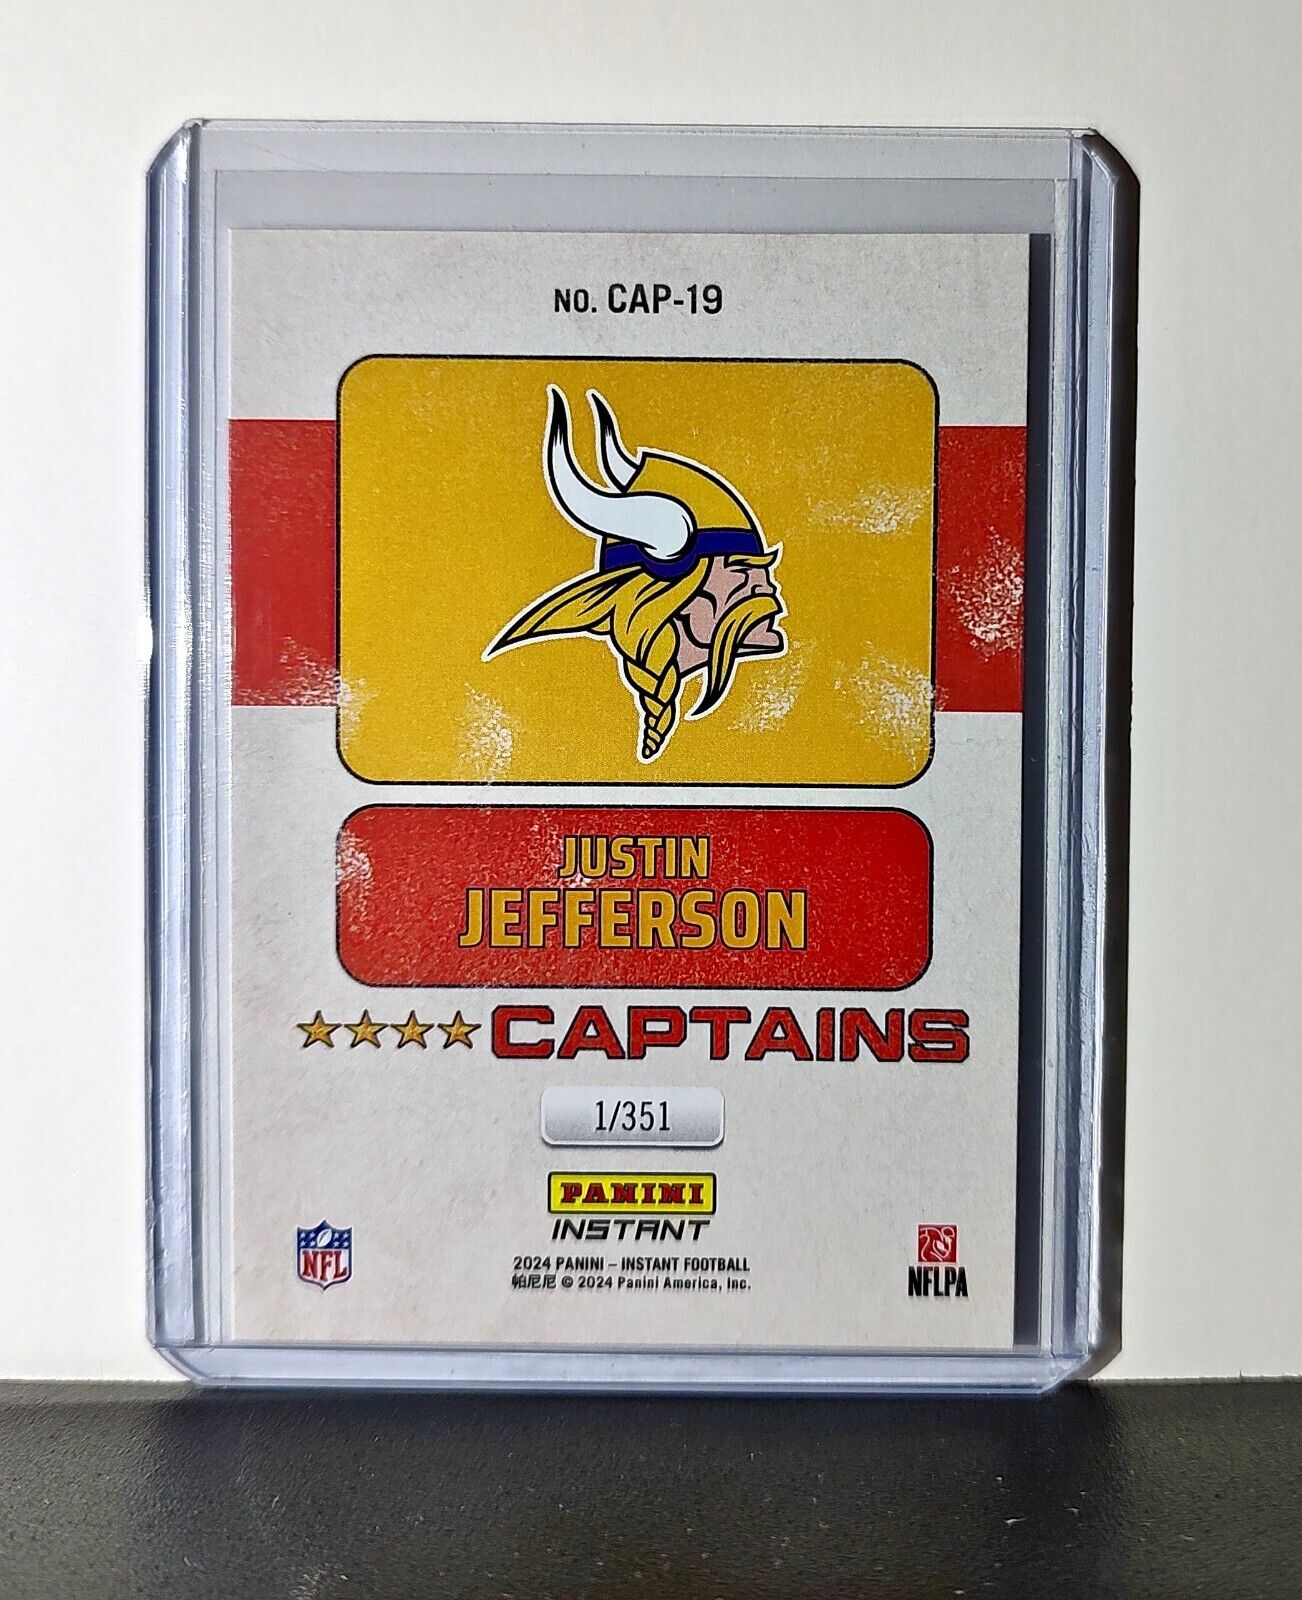 NO. CAP-19
JUSTIN
JEFFERSON
CAPTAINS
1/351
PANINI
INSTANT
2024 PANINI – INSTANT FOOTBALL
帕尼尼 © 2024 Panini America, Inc.
NFL
NFLPA